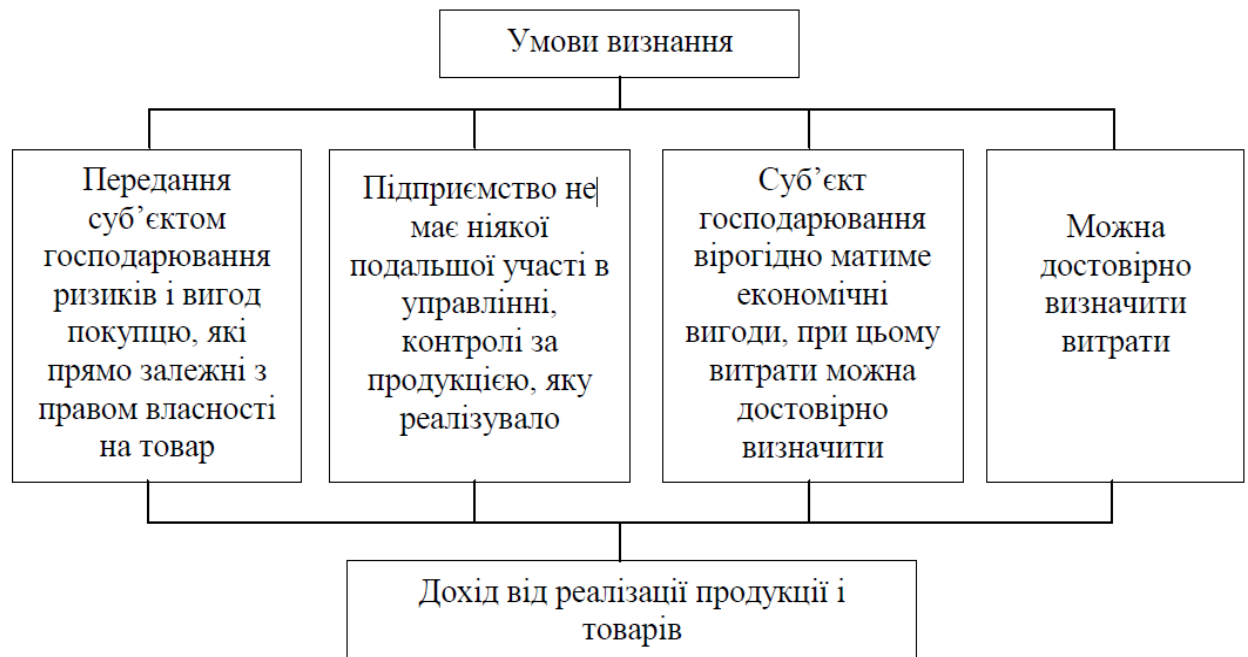 Умови визнання
Передання
суб’єктом
господарювання
ризиків і вигод
покупцю, які
прямо залежні з
правом власності
на товар
Підприємство не
має ніякої
подальшої участі в
управлінні,
контролі за
продукцією, яку
реалізувало
Суб’єкт
господарювання
вірогідно матиме
економічні
вигоди, при цьому
витрати можна
достовірно
визначити
Можна
достовірно
визначити
витрати
Дохід від реалізації продукції і
товарів